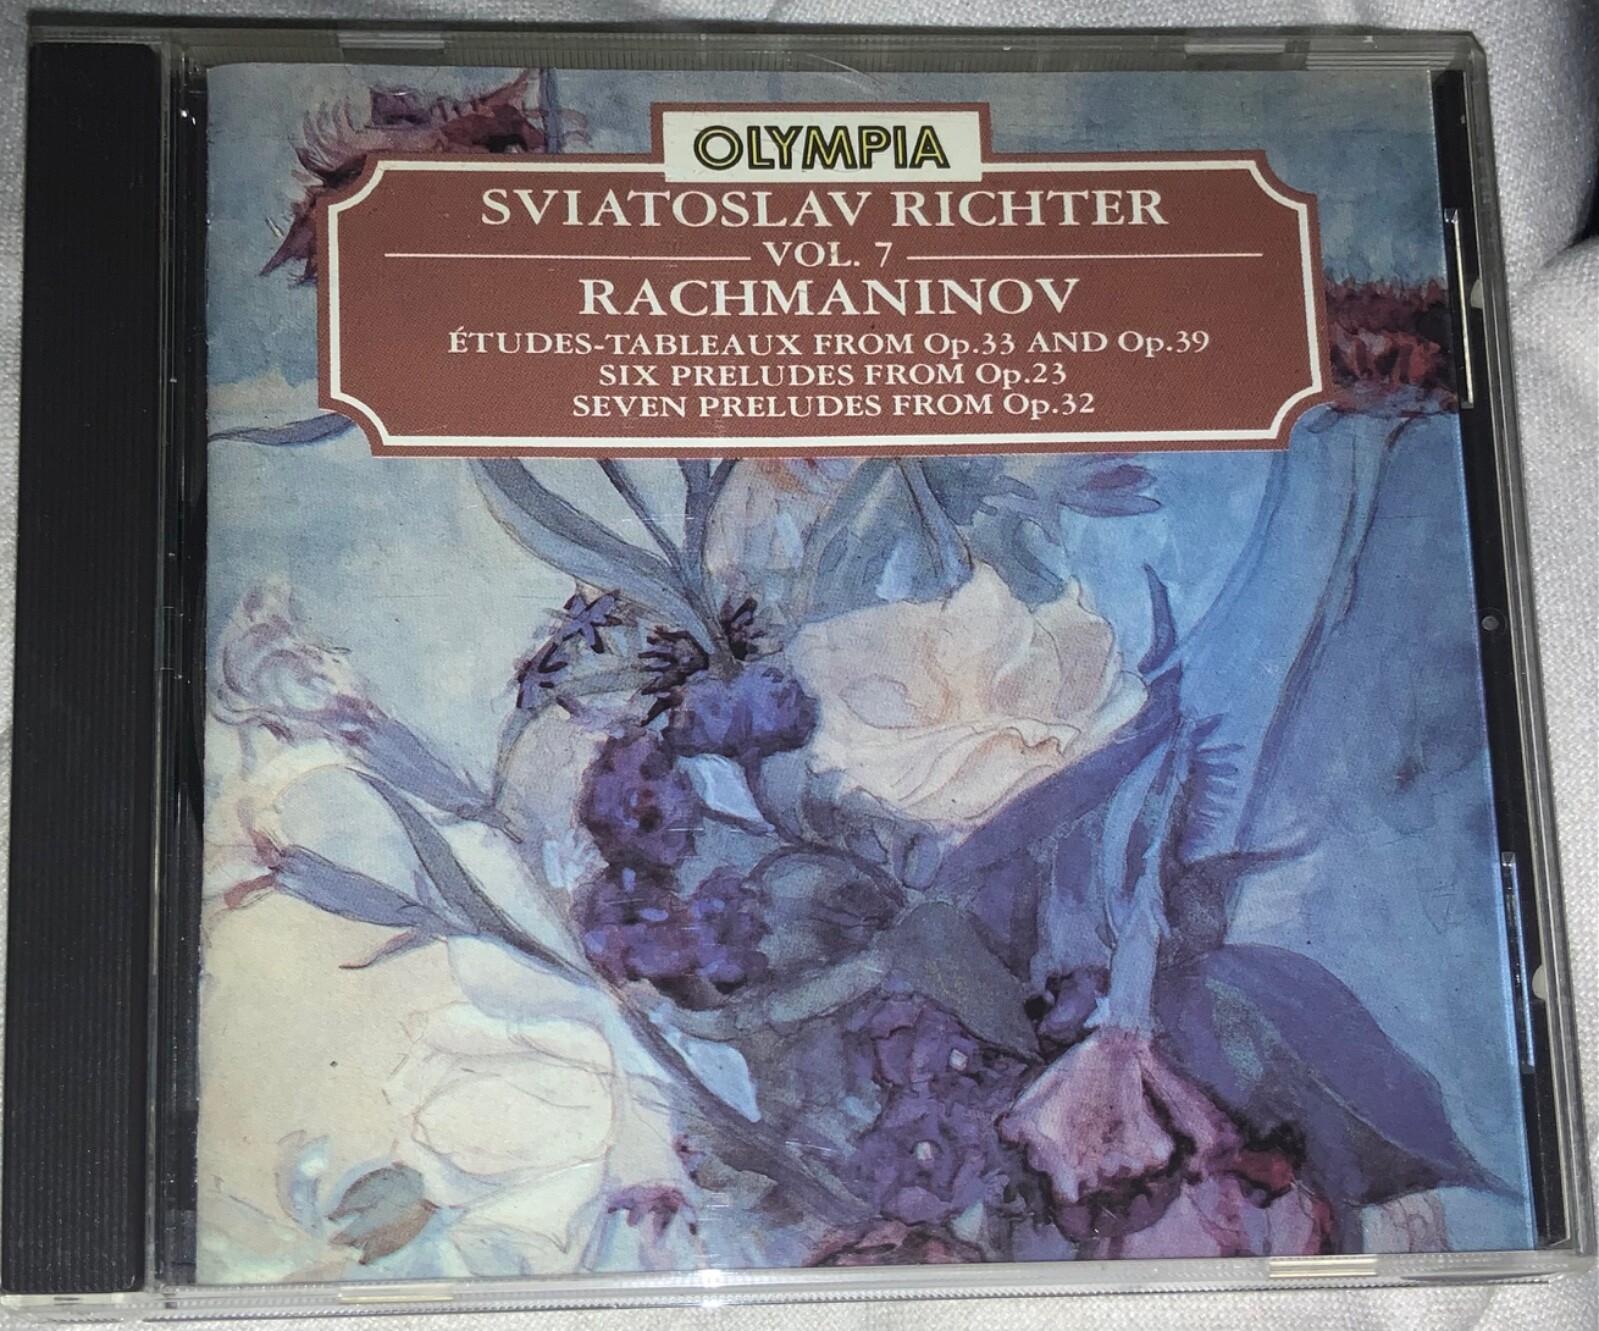 OLYMPIA
SVIATOSLAV RICHTER
VOL. 7
RACHMANINOV
ÉTUDES-TABLEAUX FROM Op.33 AND Op.39
SIX PRELUDES FROM Op.23
SEVEN PRELUDES FROM Op.32